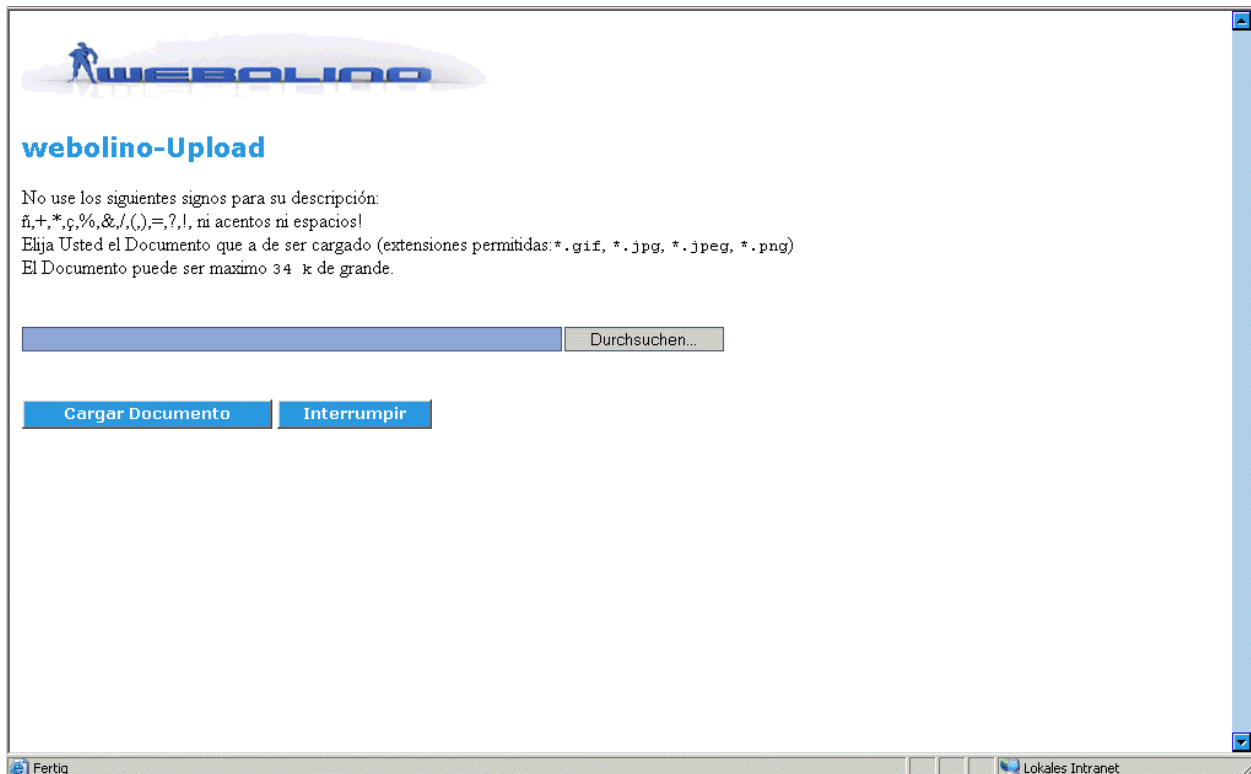 WEBOLINO
webolino-Upload
No use los siguientes signos para su descripción:
ñ,+,*,ç,%,&,/,(,),=,?,!, ni acentos ni espacios!
Elija Usted el Documento que a de ser cargado (extensiones permitidas:*.gif, *.jpg, *.jpeg, *.png)
El Documento puede ser maximo 34 k de grande.
Durchsuchen...
Cargar Documento Interrumpir
Fertig Lokales Intranet